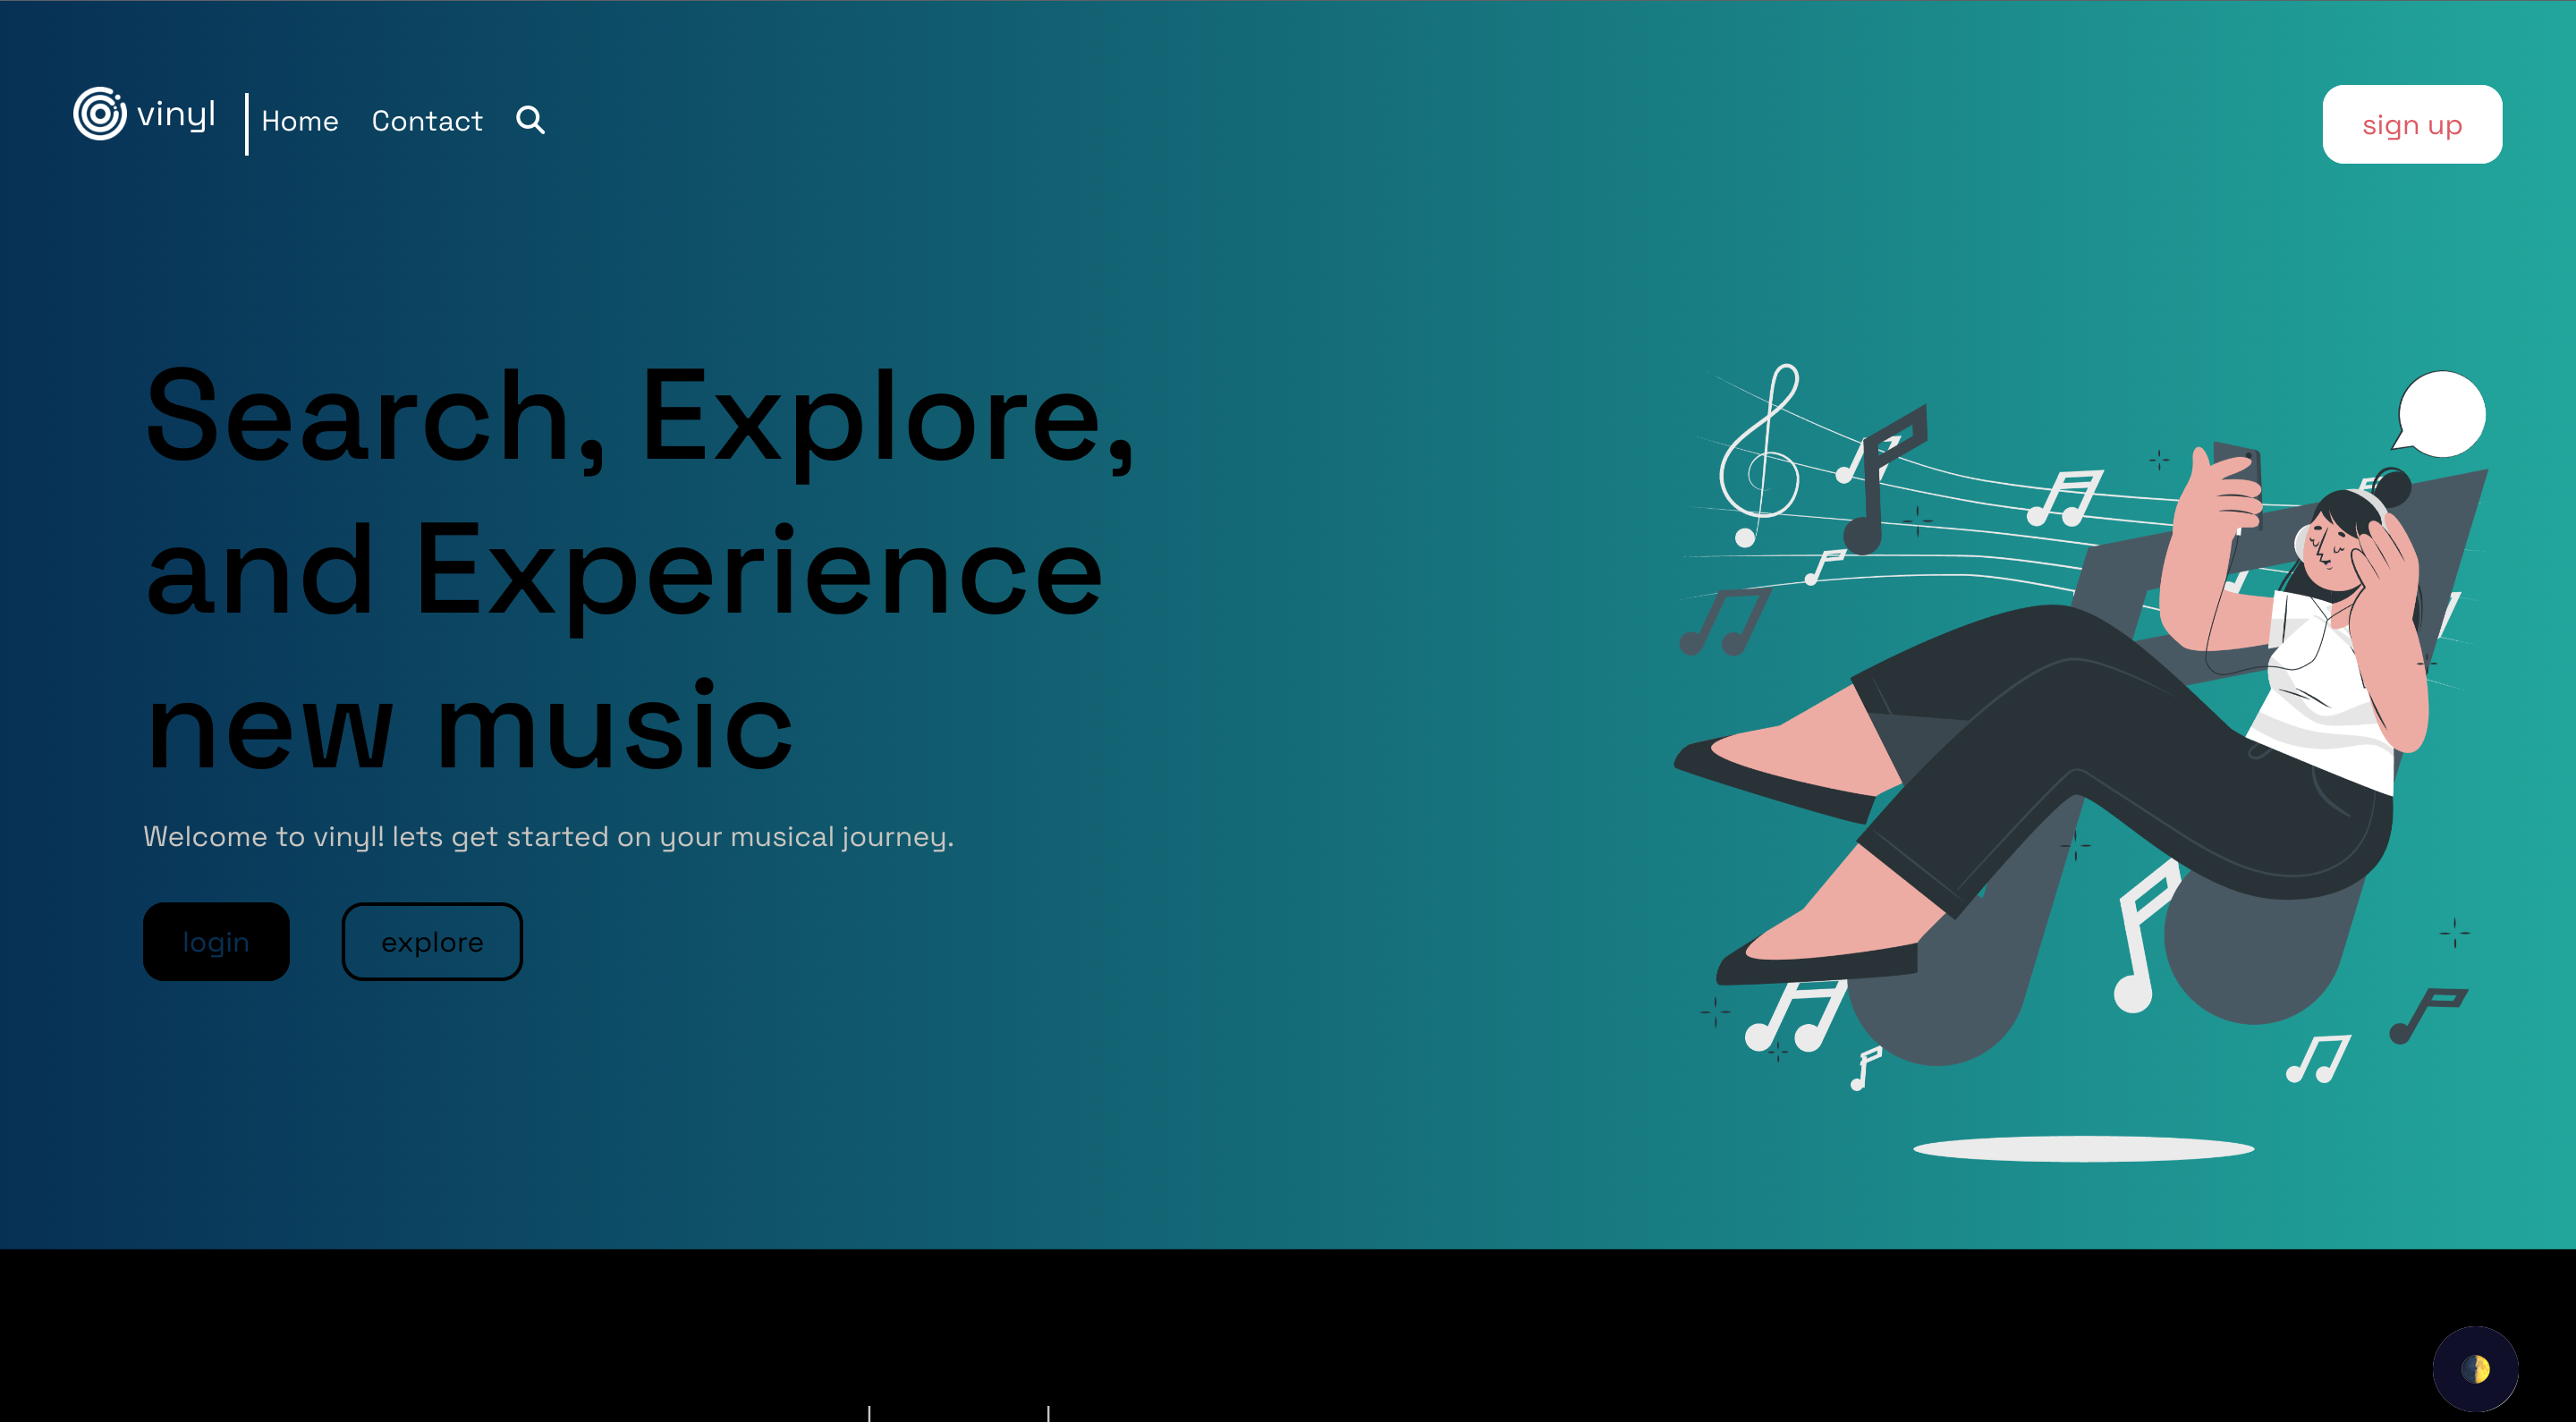 vinyl
Home Contact
sign up
Search, Explore,
and Experience
new music
Welcome to vinyl! lets get started on your musical journey.
login
explore